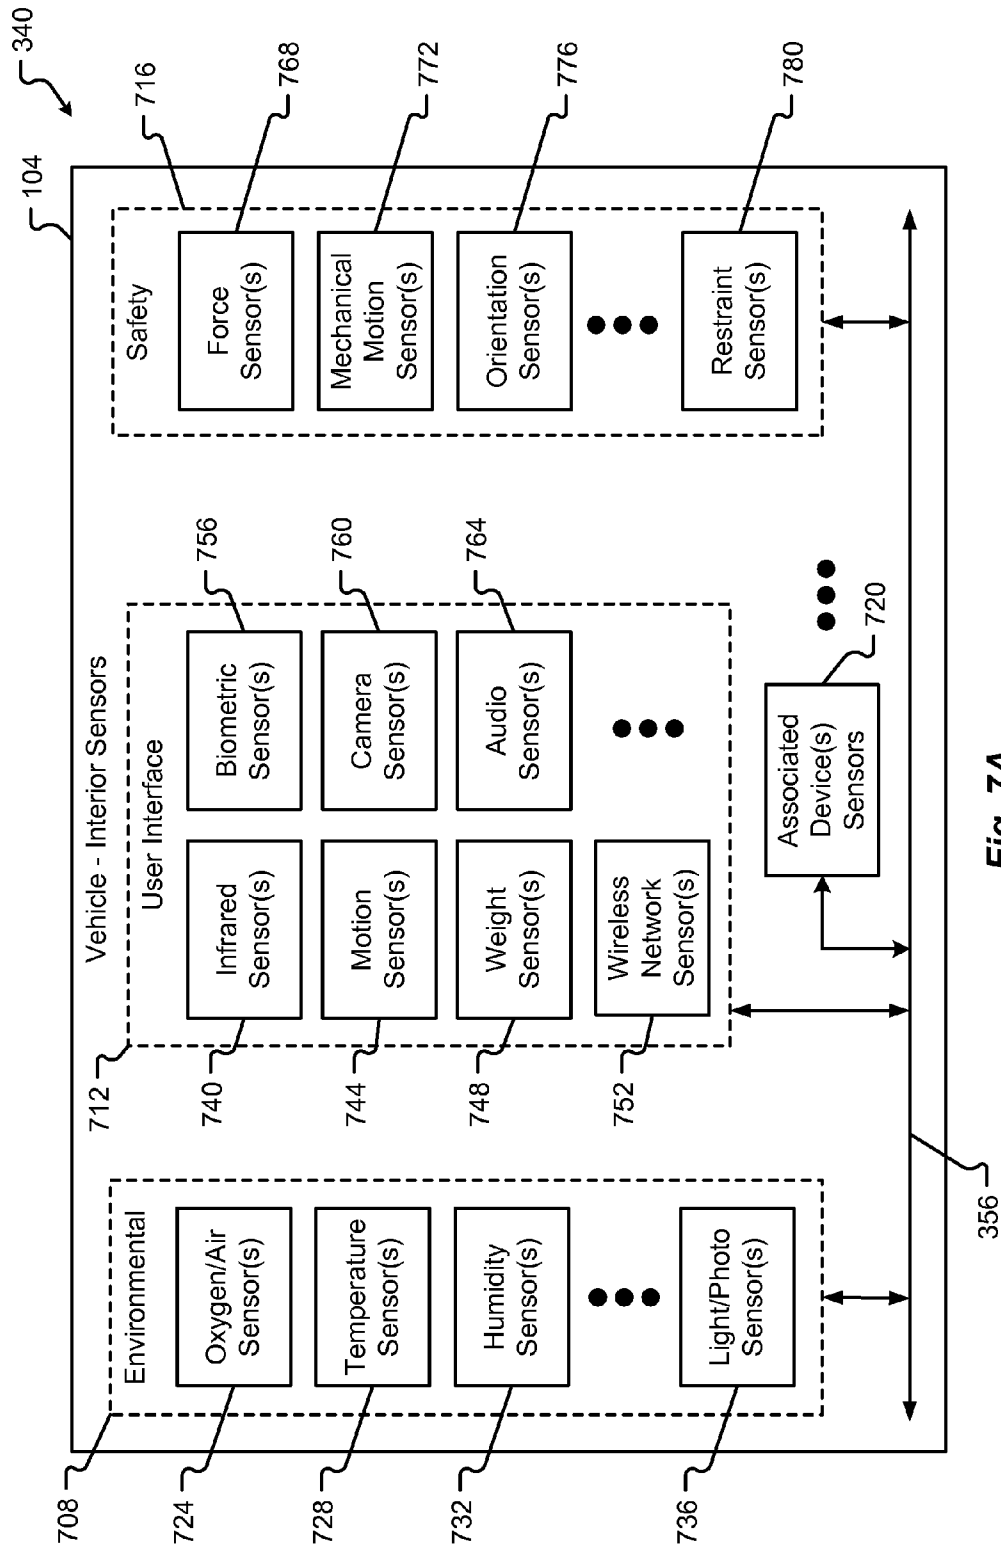 340
104
Vehicle - Interior Sensors
708
Environmental
724
Oxygen/Air
Sensor(s)
728
Temperature
Sensor(s)
732
Humidity
Sensor(s)
736
Light/Photo
Sensor(s)
712
User Interface
740
Infrared
Sensor(s)
744
Motion
Sensor(s)
748
Weight
Sensor(s)
752
Wireless
Network
Sensor(s)
756
Biometric
Sensor(s)
760
Camera
Sensor(s)
764
Audio
Sensor(s)
720
Associated
Device(s)
Sensors
716
Safety
768
Force
Sensor(s)
772
Mechanical
Motion
Sensor(s)
776
Orientation
Sensor(s)
780
Restraint
Sensor(s)
356
Fig. 7A